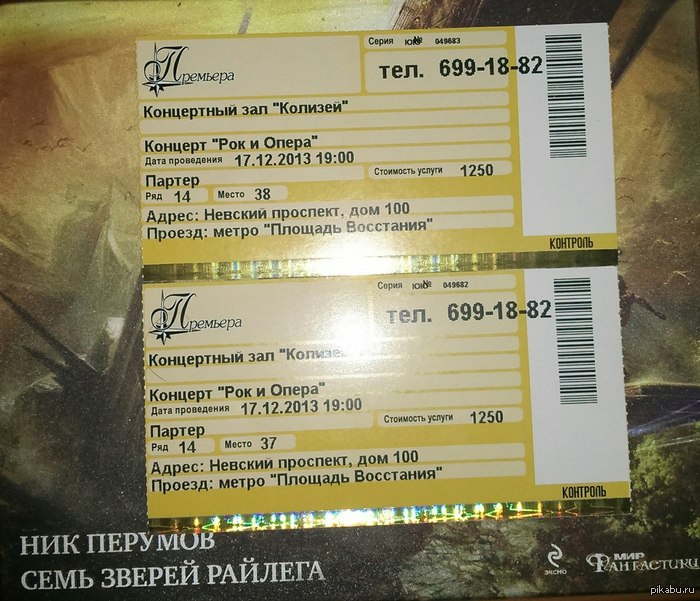 Премьера
Серия ЮК № 049683
тел. 699-18-82
Концертный зал "Колизей"
Концерт "Рок и Опера"
Дата проведения 17.12.2013 19:00
Стоимость услуги 1250
Партер
Ряд 14 Место 38
Адрес: Невский проспект, дом 100
Проезд: метро "Площадь Восстания"
КОНТРОЛЬ
Премьера
Серия ЮК № 049682
тел. 699-18-82
Концертный зал "Колизей
Концерт "Рок и Опера"
Дата проведения 17.12.2013 19:00
Стоимость услуги 1250
Партер
Ряд 14 Место 37
Адрес: Невский проспект, дом 100
Проезд: метро "Площадь Восстания"
КОНТРОЛЬ
НИК ПЕРУМОВ
СЕМЬ ЗВЕРЕЙ РАЙЛЕГА
ЭКСМО
МИР ФАНТАСТИКИ
pikabu.ru